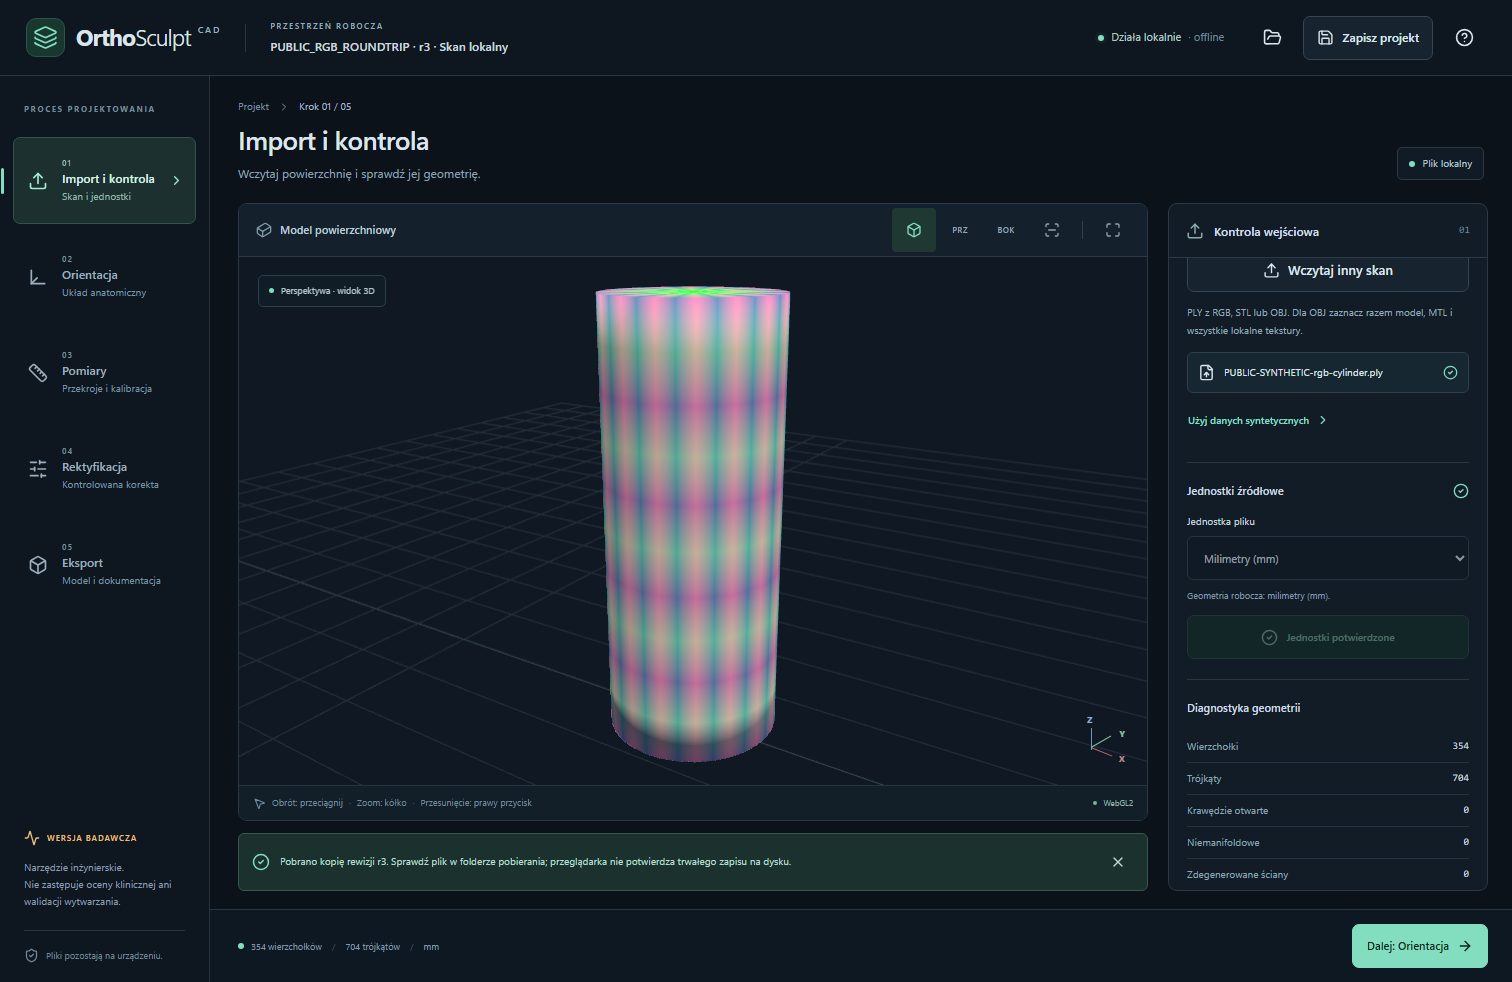 OrthoSculpt CAD
PRZESTRZEŃ ROBOCZA
PUBLIC_RGB_ROUNDTRIP · r3 · Skan lokalny
Działa lokalnie · offline
Zapisz projekt
PROCES PROJEKTOWANIA
01
Import i kontrola
Skan i jednostki
02
Orientacja
Układ anatomiczny
03
Pomiary
Przekroje i kalibracja
04
Rektyfikacja
Kontrolowana korekta
05
Eksport
Model i dokumentacja
WERSJA BADAWCZA
Narzędzie inżynierskie.
Nie zastępuje oceny klinicznej ani
walidacji wytwarzania.
Pliki pozostają na urządzeniu.
Projekt > Krok 01 / 05
Import i kontrola
Wczytaj powierzchnię i sprawdź jej geometrię.
Plik lokalny
Model powierzchniowy
PRZ
BOK
Perspektywa · widok 3D
Z
Y
X
Obrót: przeciągnij · Zoom: kółko · Przesunięcie: prawy przycisk
WebGL2
Pobrano kopię rewizji r3. Sprawdź plik w folderze pobierania; przeglądarka nie potwierdza trwałego zapisu na dysku.
Kontrola wejściowa
01
Wczytaj inny skan
PLY z RGB, STL lub OBJ. Dla OBJ zaznacz razem model, MTL i
wszystkie lokalne tekstury.
PUBLIC-SYNTHETIC-rgb-cylinder.ply
Użyj danych syntetycznych
Jednostki źródłowe
Jednostka pliku
Milimetry (mm)
Geometria robocza: milimetry (mm).
Jednostki potwierdzone
Diagnostyka geometrii
Wierzchołki 354
Trójkąty 704
Krawędzie otwarte 0
Niemanifoldowe 0
Zdegenerowane ściany 0
354 wierzchołków / 704 trójkątów / mm
Dalej: Orientacja